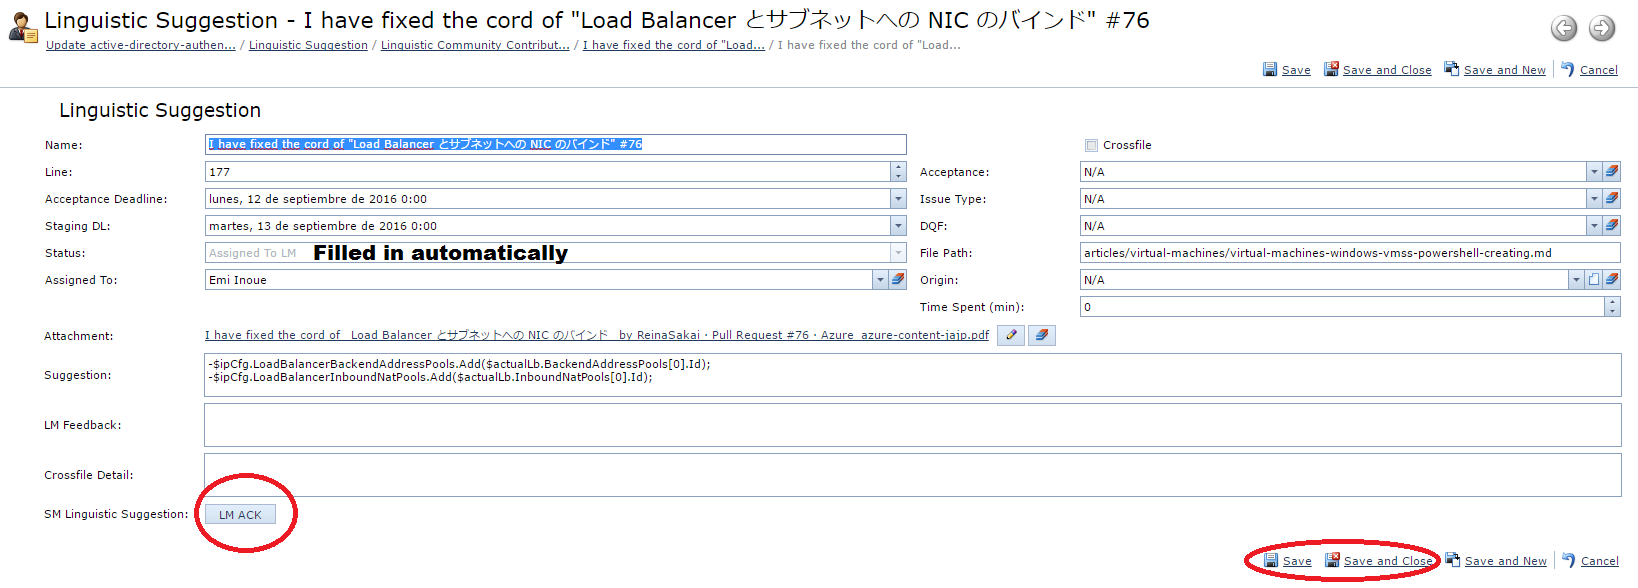 Linguistic Suggestion - I have fixed the cord of "Load Balancer とサブネットへの NIC のバインド" #76
Update active-directory-authen... / Linguistic Suggestion / Linguistic Community Contribut... / I have fixed the cord of "Load... / I have fixed the cord of "Load...
Save Save and Close Save and New Cancel
Linguistic Suggestion
Name: I have fixed the cord of "Load Balancer とサブネットへの NIC のバインド" #76 Crossfile
Line: 177 Acceptance: N/A
Acceptance Deadline: lunes, 12 de septiembre de 2016 0:00 Issue Type: N/A
Staging DL: martes, 13 de septiembre de 2016 0:00 DQF: N/A
Status: Assigned To LM Filled in automatically File Path: articles/virtual-machines/virtual-machines-windows-vmss-powershell-creating.md
Assigned To: Emi Inoue Origin: N/A
Time Spent (min): 0
Attachment: I have fixed the cord of _Load Balancer とサブネットへの NIC のバインド_ by ReinaSakai · Pull Request #76 · Azure_azure-content-jajp.pdf
Suggestion: -$ipCfg.LoadBalancerBackendAddressPools.Add($actualLb.BackendAddressPools[0].Id);
-$ipCfg.LoadBalancerInboundNatPools.Add($actualLb.InboundNatPools[0].Id);
LM Feedback:
Crossfile Detail:
SM Linguistic Suggestion: LM ACK
Save Save and Close Save and New Cancel